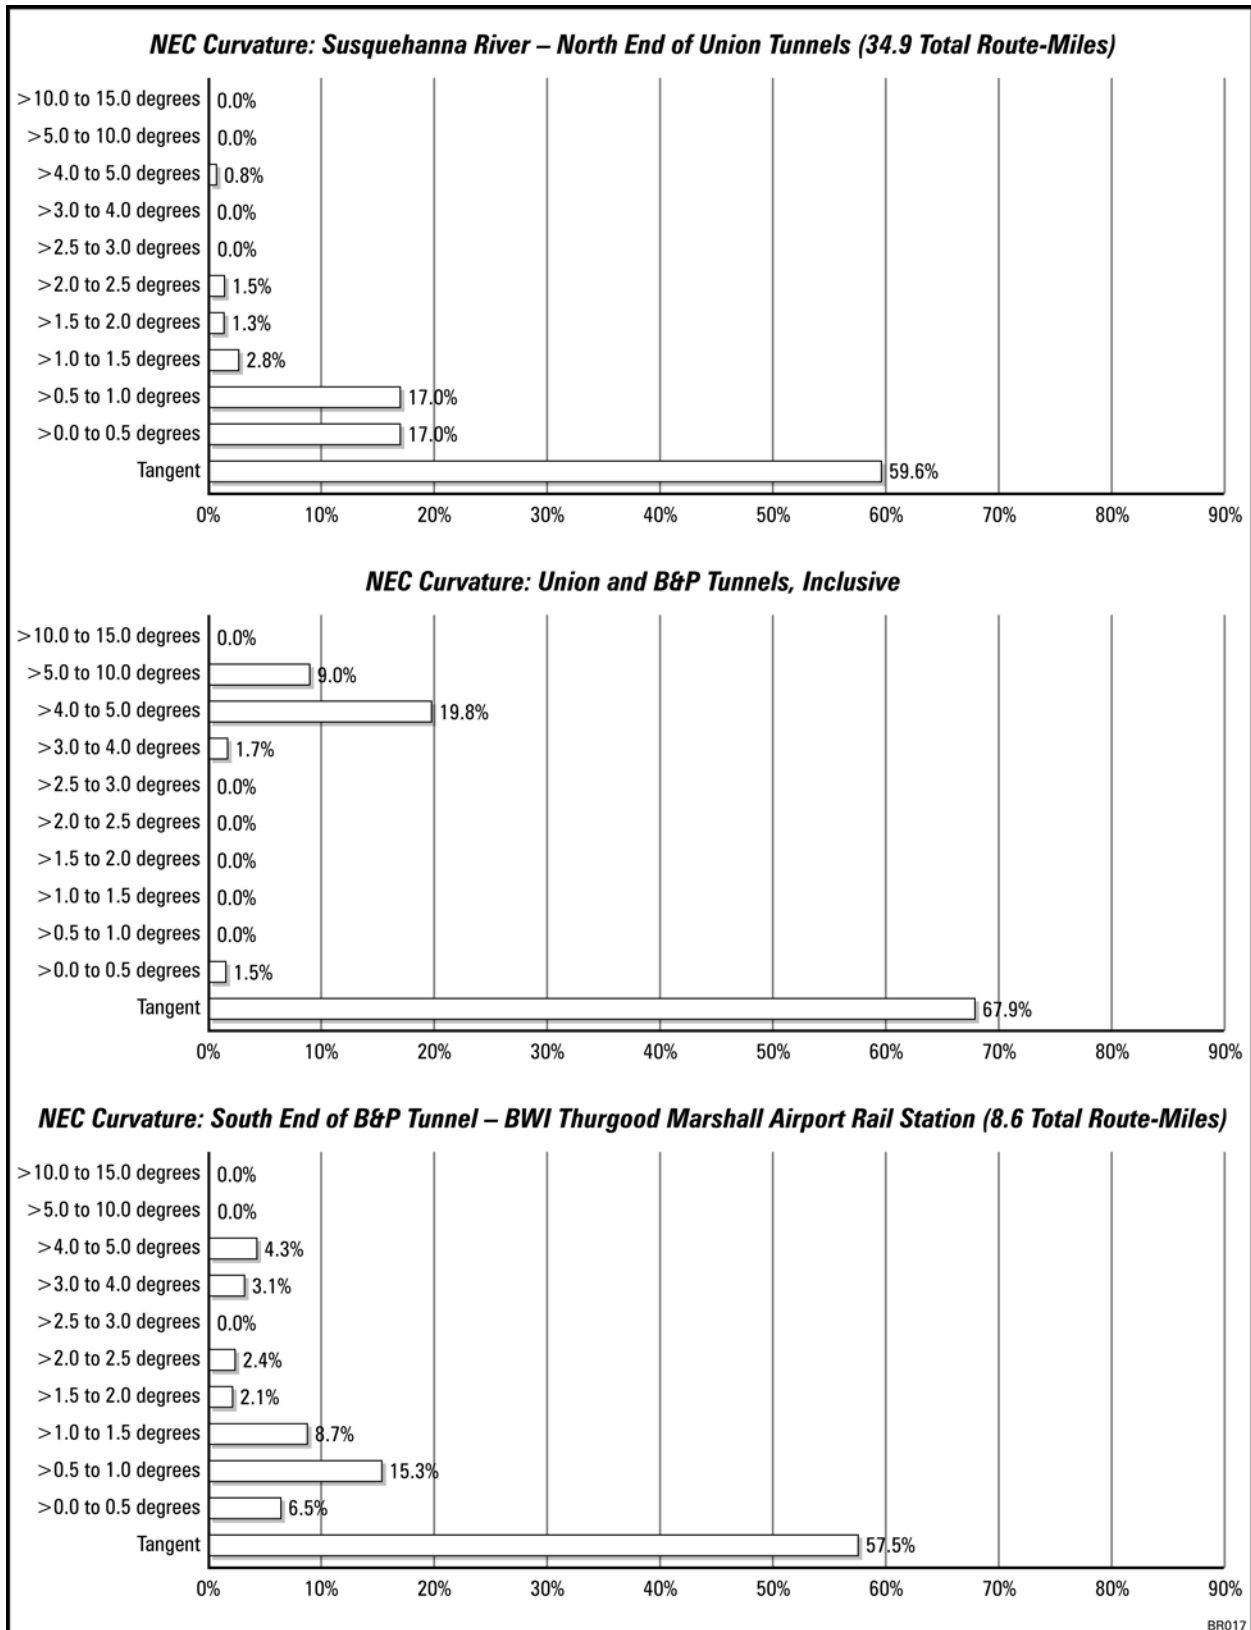 NEC Curvature: Susquehanna River – North End of Union Tunnels (34.9 Total Route-Miles)
>10.0 to 15.0 degrees 0.0%
>5.0 to 10.0 degrees 0.0%
>4.0 to 5.0 degrees 0.8%
>3.0 to 4.0 degrees 0.0%
>2.5 to 3.0 degrees 0.0%
>2.0 to 2.5 degrees 1.5%
>1.5 to 2.0 degrees 1.3%
>1.0 to 1.5 degrees 2.8%
>0.5 to 1.0 degrees 17.0%
>0.0 to 0.5 degrees 17.0%
Tangent 59.6%
0% 10% 20% 30% 40% 50% 60% 70% 80% 90%
NEC Curvature: Union and B&P Tunnels, Inclusive
>10.0 to 15.0 degrees 0.0%
>5.0 to 10.0 degrees 9.0%
>4.0 to 5.0 degrees 19.8%
>3.0 to 4.0 degrees 1.7%
>2.5 to 3.0 degrees 0.0%
>2.0 to 2.5 degrees 0.0%
>1.5 to 2.0 degrees 0.0%
>1.0 to 1.5 degrees 0.0%
>0.5 to 1.0 degrees 0.0%
>0.0 to 0.5 degrees 1.5%
Tangent 67.9%
0% 10% 20% 30% 40% 50% 60% 70% 80% 90%
NEC Curvature: South End of B&P Tunnel – BWI Thurgood Marshall Airport Rail Station (8.6 Total Route-Miles)
>10.0 to 15.0 degrees 0.0%
>5.0 to 10.0 degrees 0.0%
>4.0 to 5.0 degrees 4.3%
>3.0 to 4.0 degrees 3.1%
>2.5 to 3.0 degrees 0.0%
>2.0 to 2.5 degrees 2.4%
>1.5 to 2.0 degrees 2.1%
>1.0 to 1.5 degrees 8.7%
>0.5 to 1.0 degrees 15.3%
>0.0 to 0.5 degrees 6.5%
Tangent 57.5%
0% 10% 20% 30% 40% 50% 60% 70% 80% 90%
BR017